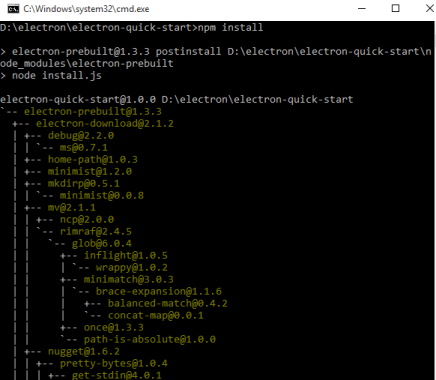 C:\Windows\system32\cmd.exe
D:\electron\electron-quick-start>npm install
> electron-prebuilt@1.3.3 postinstall D:\electron\electron-quick-start\n
ode_modules\electron-prebuilt
> node install.js
electron-quick-start@1.0.0 D:\electron\electron-quick-start
`-- electron-prebuilt@1.3.3
  +-- electron-download@2.1.2
  | +-- debug@2.2.0
  | | `-- ms@0.7.1
  | +-- home-path@1.0.3
  | +-- minimist@1.2.0
  | +-- mkdirp@0.5.1
  | | `-- minimist@0.0.8
  | +-- mv@2.1.1
  | | +-- ncp@2.0.0
  | | `-- rimraf@2.4.5
  | |   `-- glob@6.0.4
  | |     +-- inflight@1.0.5
  | |     | `-- wrappy@1.0.2
  | |     +-- minimatch@3.0.3
  | |     | `-- brace-expansion@1.1.6
  | |     |   +-- balanced-match@0.4.2
  | |     |   `-- concat-map@0.0.1
  | |     +-- once@1.3.3
  | |     `-- path-is-absolute@1.0.0
  | +-- nugget@1.6.2
  | | +-- pretty-bytes@1.0.4
  | | | +-- get-stdin@4.0.1